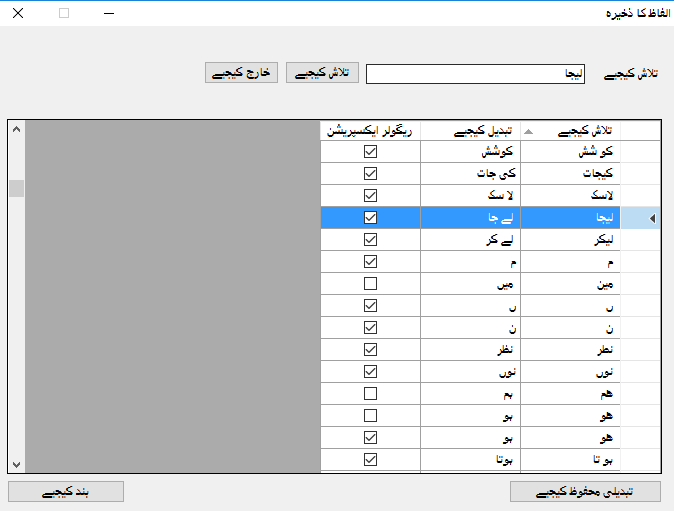 الفاظ کا ذخیرہ
تلاش کیجیے لیجا تلاش کیجیے خارج کیجیے
تلاش کیجیے تبدیل کیجیے ریگولر ایکسپریشن
کو شش کوشش
کیجات کی جات
لاسک لا سک
لیجا لے جا
لیکر لے کر
م م
مین میں
ں ں
ن ن
نطر نظر
نوں نوں
ھم ہم
ھو ہو
ھو ہو
ہو تا ہوتا
تبدیلی محفوظ کیجیے بند کیجیے